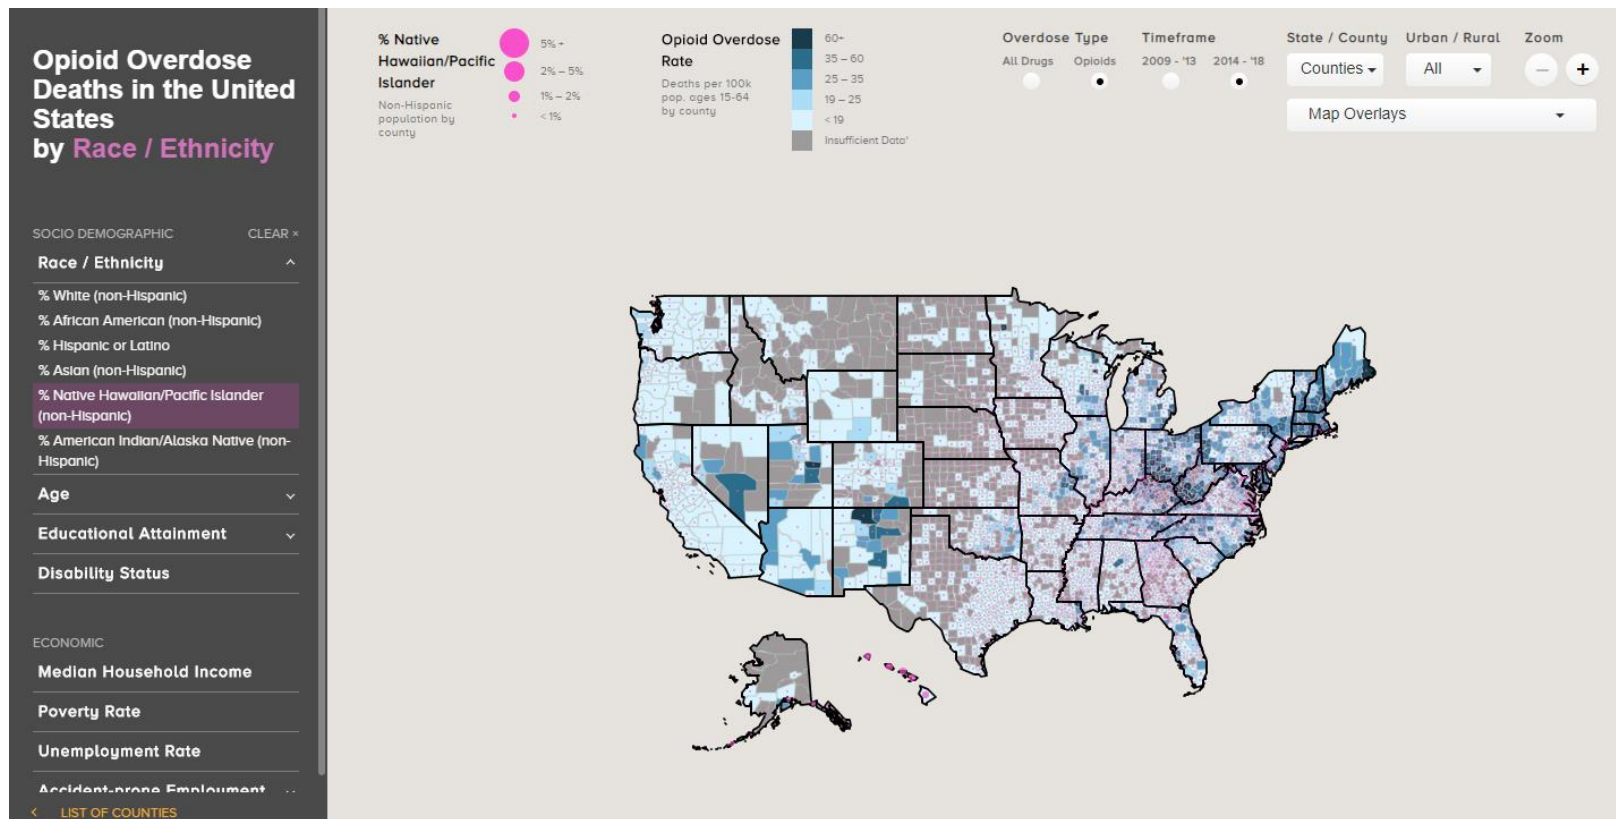 Opioid Overdose
Deaths in the United
States
by Race / Ethnicity
SOCIO DEMOGRAPHIC CLEAR ×
Race / Ethnicity
% White (non-Hispanic)
% African American (non-Hispanic)
% Hispanic or Latino
% Asian (non-Hispanic)
% Native Hawaiian/Pacific Islander
(non-Hispanic)
% American Indian/Alaska Native (non-
Hispanic)
Age
Educational Attainment
Disability Status
ECONOMIC
Median Household Income
Poverty Rate
Unemployment Rate
Accident-prone Employment
LIST OF COUNTIES
% Native
Hawaiian/Pacific
Islander
Non-Hispanic
population by
county
5% +
2% – 5%
1% – 2%
< 1%
Opioid Overdose
Rate
Deaths per 100k
pop. ages 15-64
by county
60+
35 – 60
25 – 35
19 – 25
< 19
Insufficient Data*
Overdose Type
All Drugs Opioids
Timeframe
2009 - '13 2014 - '18
State / County
Counties
Urban / Rural
All
Zoom
− +
Map Overlays